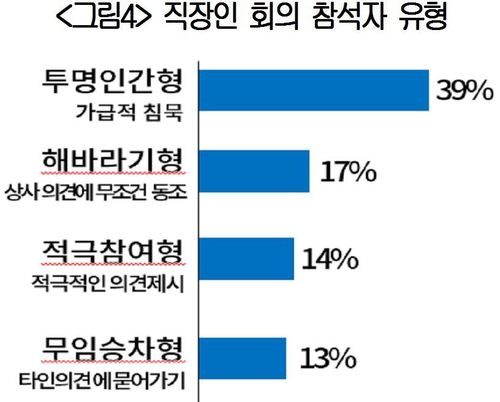 <그림4> 직장인 회의 참석자 유형
투명인간형
가급적 침묵
39%
해바라기형
상사 의견에 무조건 동조
17%
적극참여형
적극적인 의견제시
14%
무임승차형
타인의견에 묻어가기
13%